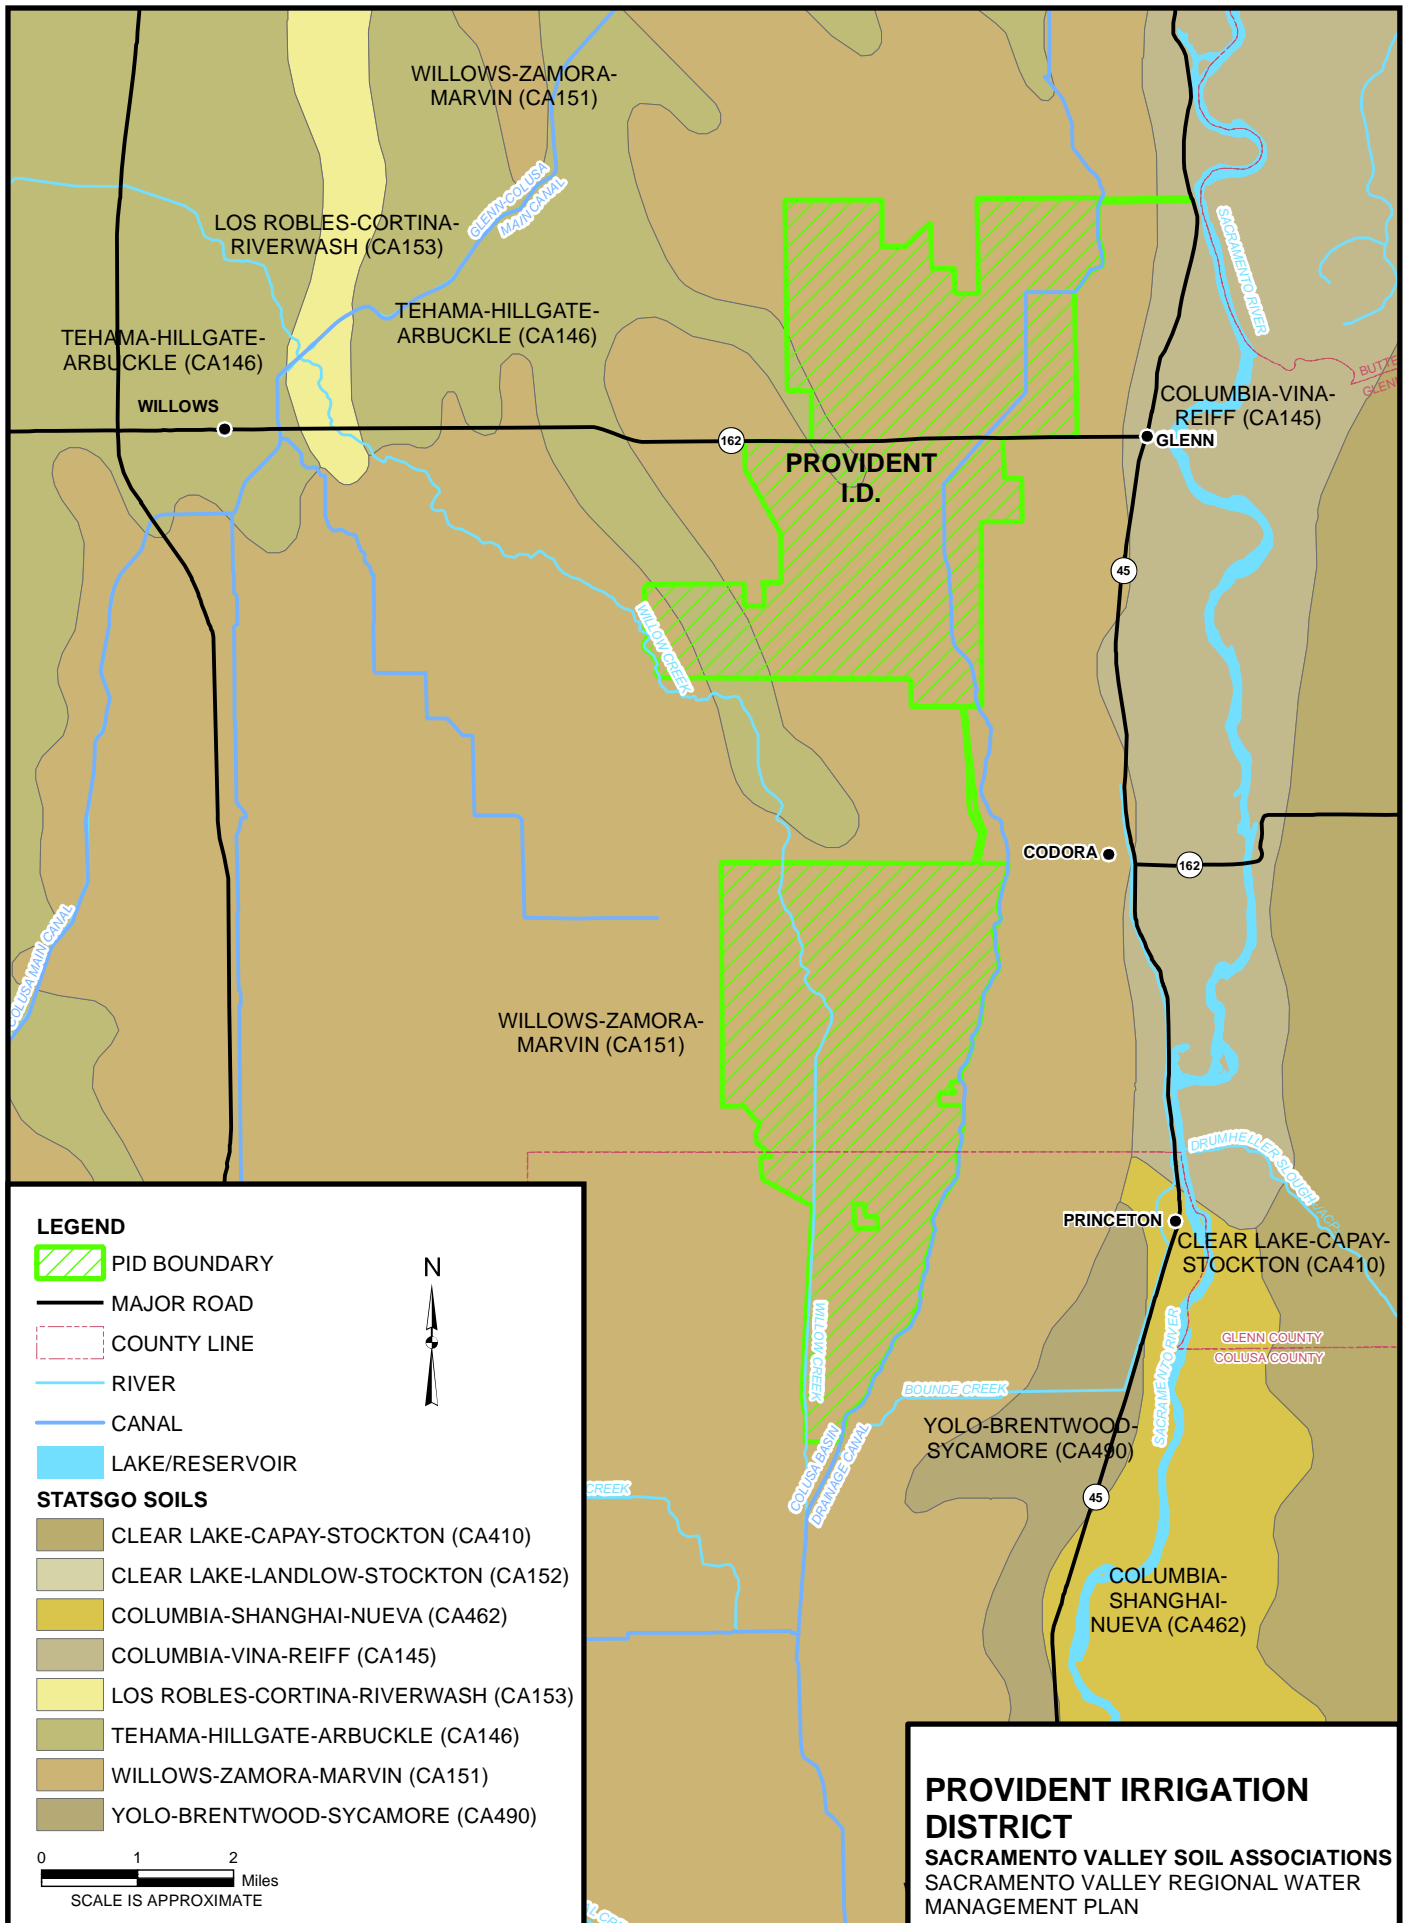 WILLOWS-ZAMORA-
MARVIN (CA151)
GLENN-COLUSA
MAIN CANAL
LOS ROBLES-CORTINA-
RIVERWASH (CA153)
SACRAMENTO RIVER
TEHAMA-HILLGATE-
ARBUCKLE (CA146)
TEHAMA-HILLGATE-
ARBUCKLE (CA146)
BUTTE
GLENN
COLUMBIA-VINA-
REIFF (CA145)
WILLOWS
GLENN
162
PROVIDENT
I.D.
45
WILLOW CREEK
CODORA
162
COLUSA MAIN CANAL
WILLOWS-ZAMORA-
MARVIN (CA151)
DRUMHELLER SLOUGH
PRINCETON
CLEAR LAKE-CAPAY-
STOCKTON (CA410)
WILLOW CREEK
SACRAMENTO RIVER
GLENN COUNTY
COLUSA COUNTY
BOUNDE CREEK
YOLO-BRENTWOOD-
SYCAMORE (CA490)
COLUSA BASIN
DRAINAGE CANAL
CREEK
45
COLUMBIA-
SHANGHAI-
NUEVA (CA462)
LEGEND
PID BOUNDARY
MAJOR ROAD
COUNTY LINE
RIVER
CANAL
LAKE/RESERVOIR
N
STATSGO SOILS
CLEAR LAKE-CAPAY-STOCKTON (CA410)
CLEAR LAKE-LANDLOW-STOCKTON (CA152)
COLUMBIA-SHANGHAI-NUEVA (CA462)
COLUMBIA-VINA-REIFF (CA145)
LOS ROBLES-CORTINA-RIVERWASH (CA153)
TEHAMA-HILLGATE-ARBUCKLE (CA146)
WILLOWS-ZAMORA-MARVIN (CA151)
YOLO-BRENTWOOD-SYCAMORE (CA490)
0 1 2
Miles
SCALE IS APPROXIMATE
PROVIDENT IRRIGATION
DISTRICT
SACRAMENTO VALLEY SOIL ASSOCIATIONS
SACRAMENTO VALLEY REGIONAL WATER
MANAGEMENT PLAN